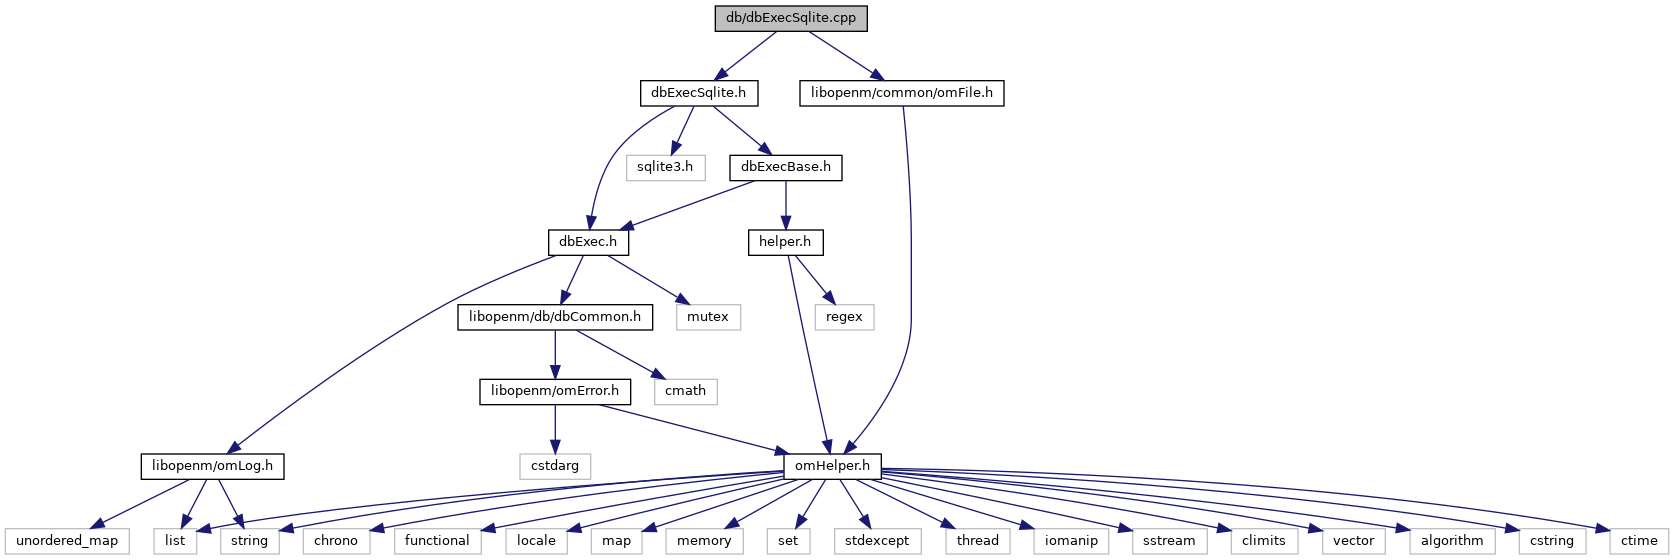 db/dbExecSqlite.cpp
dbExecSqlite.h
libopenm/common/omFile.h
sqlite3.h
dbExecBase.h
dbExec.h
helper.h
libopenm/db/dbCommon.h
mutex
regex
libopenm/omError.h
cmath
libopenm/omLog.h
cstdarg
omHelper.h
unordered_map
list
string
chrono
functional
locale
map
memory
set
stdexcept
thread
iomanip
sstream
climits
vector
algorithm
cstring
ctime